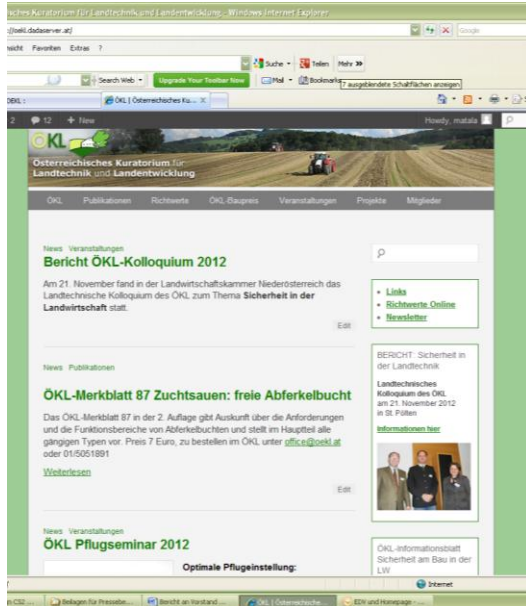 iches Kuratorium für Landtechnik und Landentwicklung - Windows Internet Explorer
://oekl.dadaserver.at/
Google
nsicht Favoriten Extras ?
Suche Teilen Mehr
Search Web Upgrade Your Toolbar Now Mail Bookmarks
7 ausgeblendete Schaltflächen anzeigen
OEKL :
ÖKL | Österreichisches Ku... X
2 12 + New Howdy, matala
ÖKL
Österreichisches Kuratorium für
Landtechnik und Landentwicklung
ÖKL Publikationen Richtwerte ÖKL-Baupreis Veranstaltungen Projekte Mitglieder
News Veranstaltungen
Bericht ÖKL-Kolloquium 2012
Am 21. November fand in der Landwirtschaftskammer Niederösterreich das
Landtechnische Kolloquium des ÖKL zum Thema Sicherheit in der
Landwirtschaft statt.
Edit
News Publikationen
ÖKL-Merkblatt 87 Zuchtsauen: freie Abferkelbucht
Das ÖKL-Merkblatt 87 in der 2. Auflage gibt Auskunft über die Anforderungen
und die Funktionsbereiche von Abferkelbuchten und stellt im Hauptteil alle
gängigen Typen vor. Preis 7 Euro, zu bestellen im ÖKL unter office@oekl.at
oder 01/5051891
Weiterlesen
Edit
News Veranstaltungen
ÖKL Pflugseminar 2012
Optimale Pflugeinstellung:
Links
Richtwerte Online
Newsletter
BERICHT: Sicherheit in
der Landtechnik
Landtechnisches
Kolloquium des ÖKL
am 21. November 2012
in St. Pölten
Informationen hier
ÖKL-Informationsblatt
Sicherheit am Bau in der
LW
Internet
n CS2 ... Beilagen für Pressebe... Bericht an Vorstand ... ÖKL | Österreichische... EDV und Homepage - ...